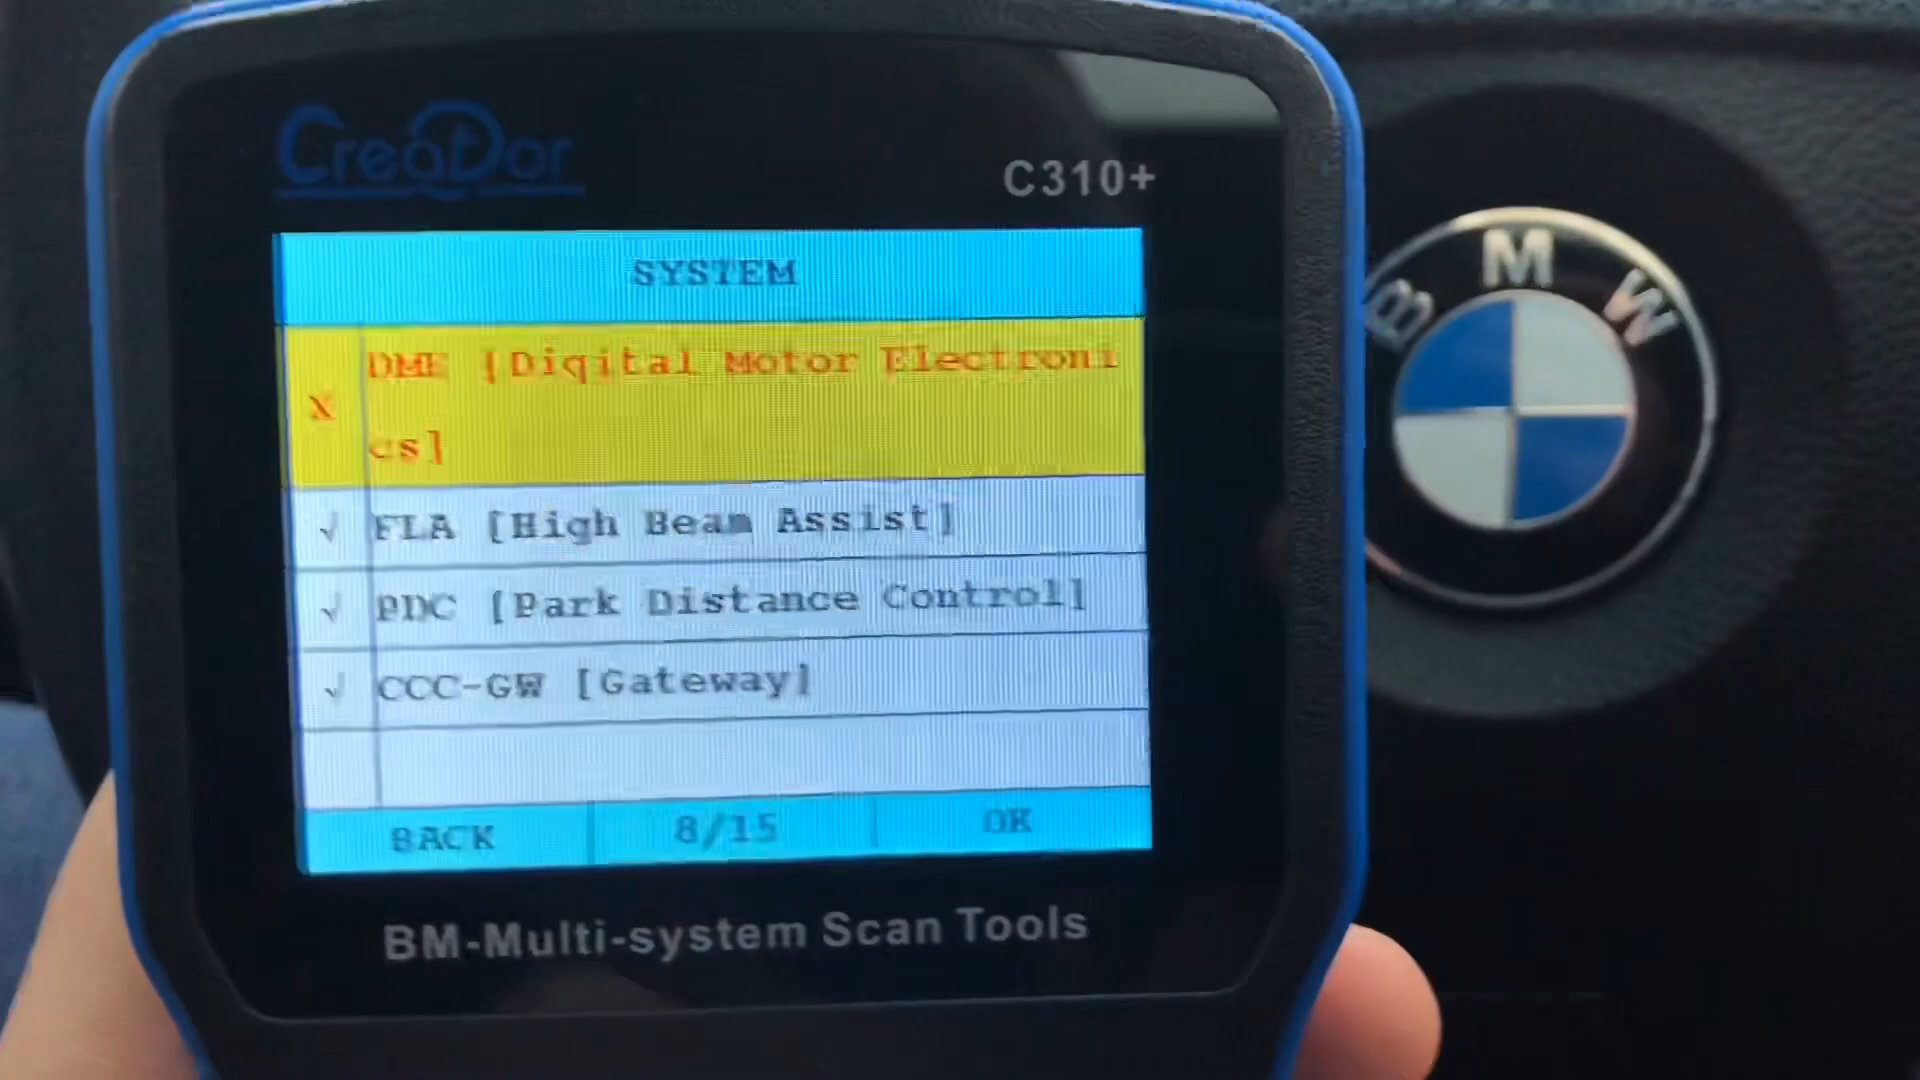 CreaDor
C310+
SYSTEM
X
DME [Digital Motor Electroni
cs]
√ FLA [High Beam Assist]
√ PDC [Park Distance Control]
√ CCC-GW [Gateway]
BACK 8/15 OK
BM-Multi-system Scan Tools
BMW